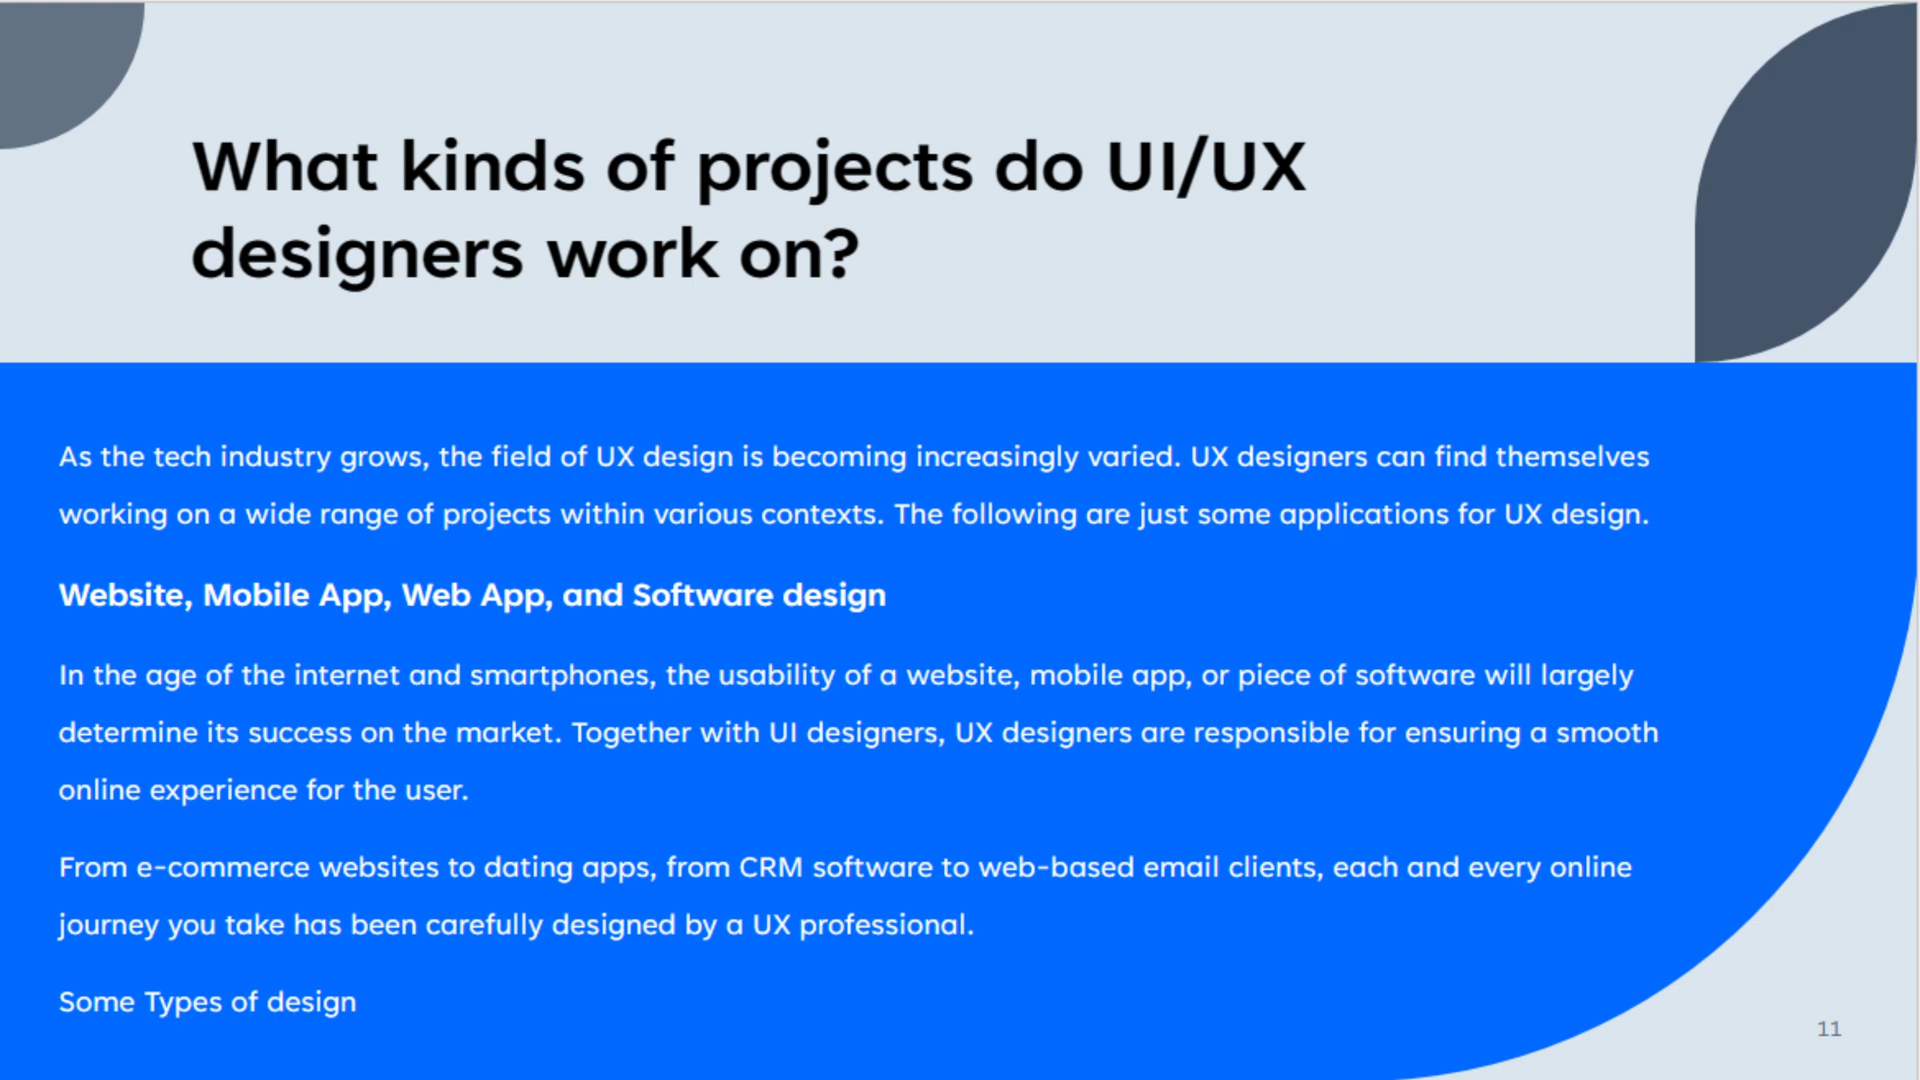 What kinds of projects do UI/UX
designers work on?
As the tech industry grows, the field of UX design is becoming increasingly varied. UX designers can find themselves
working on a wide range of projects within various contexts. The following are just some applications for UX design.
Website, Mobile App, Web App, and Software design
In the age of the internet and smartphones, the usability of a website, mobile app, or piece of software will largely
determine its success on the market. Together with UI designers, UX designers are responsible for ensuring a smooth
online experience for the user.
From e-commerce websites to dating apps, from CRM software to web-based email clients, each and every online
journey you take has been carefully designed by a UX professional.
Some Types of design
11